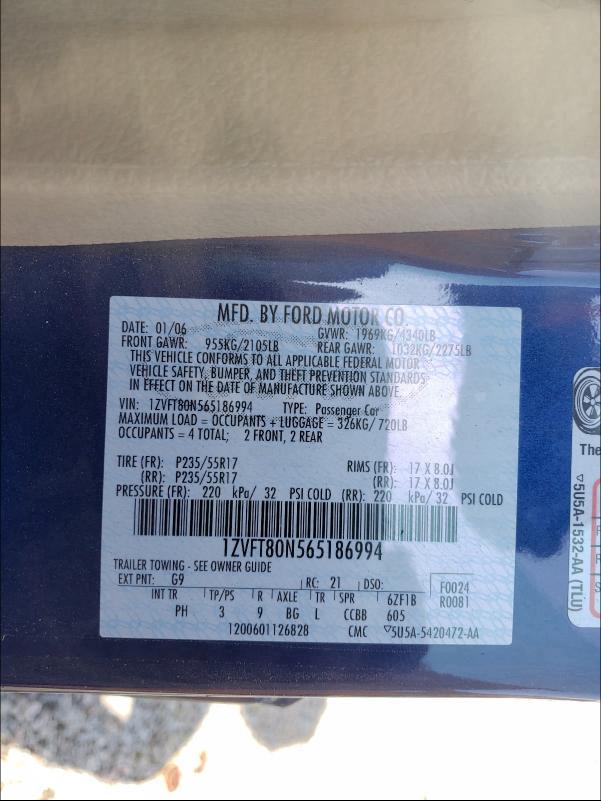 MFD. BY FORD MOTOR CO.
DATE: 01/06 GVWR: 1969KG/4340LB
FRONT GAWR: 955KG/2105LB REAR GAWR: 1032KG/2275LB
THIS VEHICLE CONFORMS TO ALL APPLICABLE FEDERAL MOTOR
VEHICLE SAFETY, BUMPER, AND THEFT PREVENTION STANDARDS
IN EFFECT ON THE DATE OF MANUFACTURE SHOWN ABOVE.
VIN: 1ZVFT80N565186994 TYPE: Passenger Car
MAXIMUM LOAD = OCCUPANTS + LUGGAGE = 326KG/720LB
OCCUPANTS = 4 TOTAL; 2 FRONT, 2 REAR
TIRE (FR): P235/55R17 RIMS (FR): 17 X 8.0J
(RR): P235/55R17 (RR): 17 X 8.0J
PRESSURE (FR): 220 kPa/ 32 PSI COLD (RR): 220 kPa/ 32 PSI COLD
1ZVFT80N565186994
TRAILER TOWING - SEE OWNER GUIDE
EXT PNT: G9 RC: 21 DSO: F0024
INT TR TP/PS R AXLE TR SPR 6ZF1B R0081
PH 3 9 BG L CCBB 605
1200601126828 CMC ▽5U5A-5420472-AA
The
▽5U5A-1532-AA (TLU)